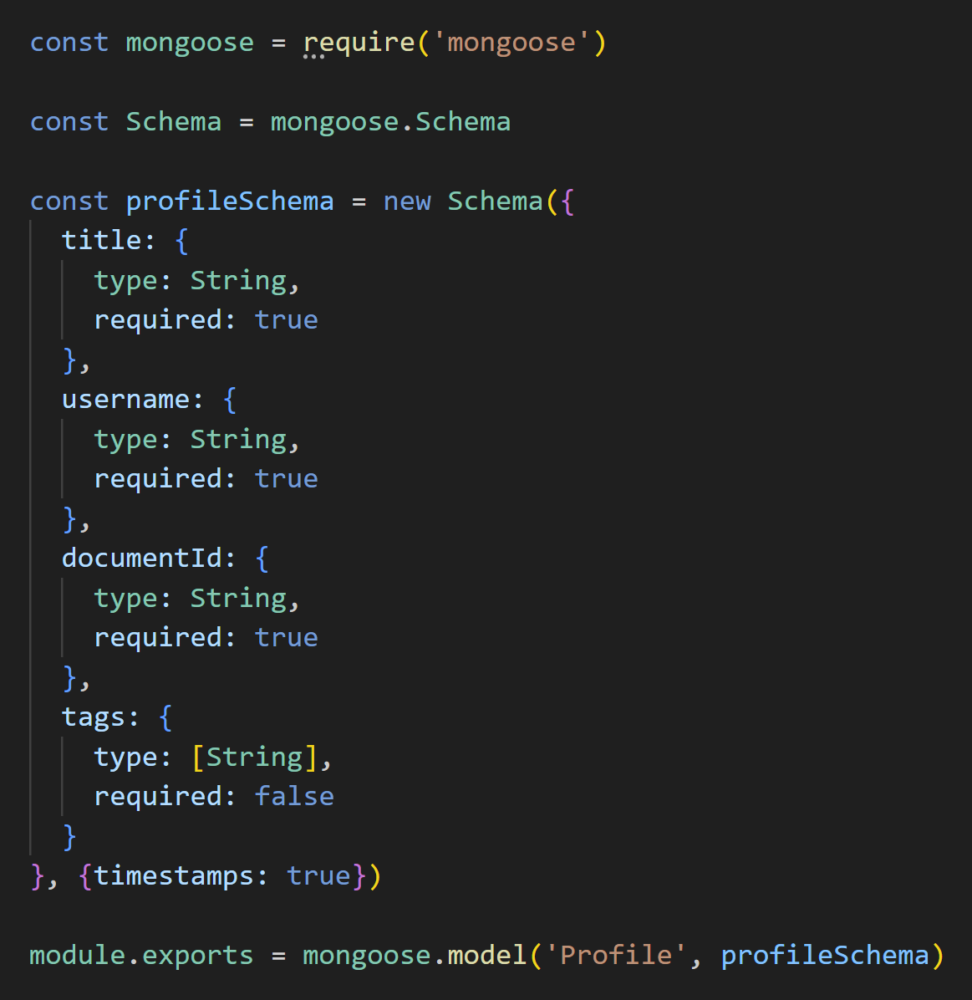 const mongoose = require('mongoose')

const Schema = mongoose.Schema

const profileSchema = new Schema({
  title: {
    type: String,
    required: true
  },
  username: {
    type: String,
    required: true
  },
  documentId: {
    type: String,
    required: true
  },
  tags: {
    type: [String],
    required: false
  }
}, {timestamps: true})

module.exports = mongoose.model('Profile', profileSchema)